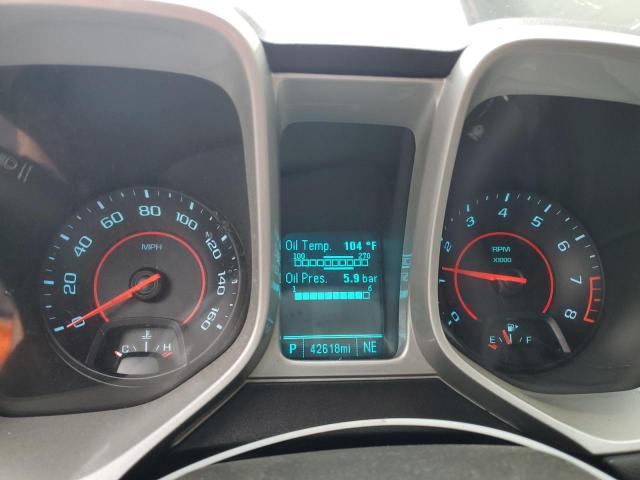 0 20 40 60 80 100 120 140 160
MPH
C H
Oil Temp. 104 °F
100 270
Oil Pres. 5.9 bar
1 6
P 42618mi NE
0 1 2 3 4 5 6 7 8
RPM
X1000
E F